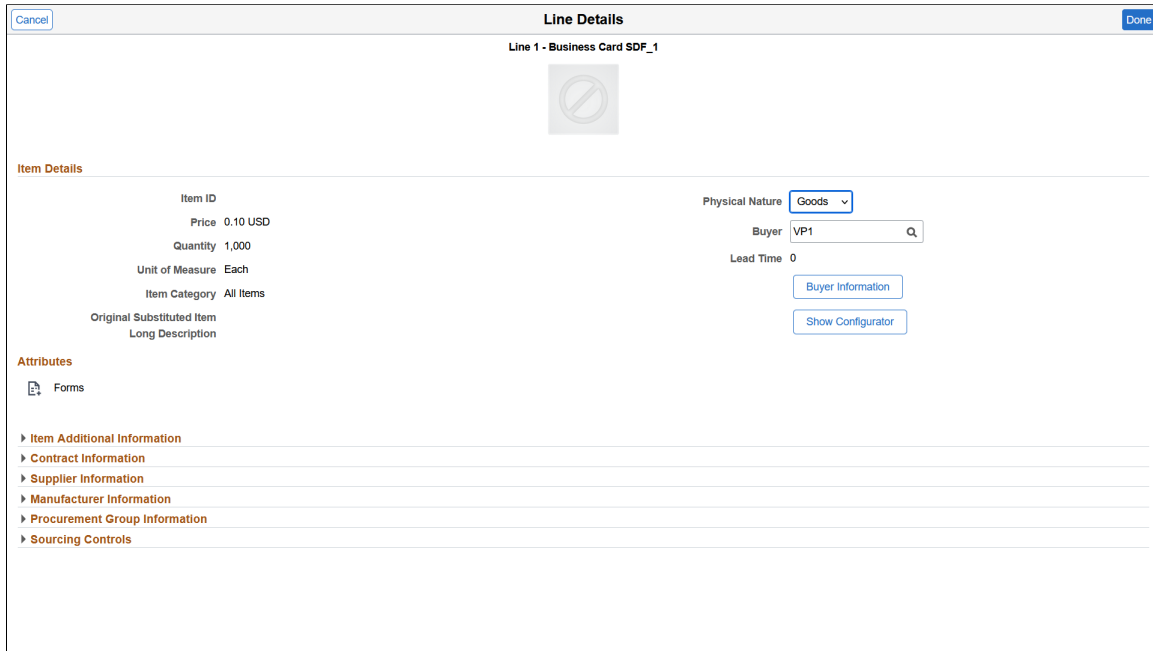 Cancel
Line Details
Done
Line 1 - Business Card SDF_1
Item Details
Item ID
Price 0.10 USD
Quantity 1,000
Unit of Measure Each
Item Category All Items
Original Substituted Item
Long Description
Physical Nature Goods
Buyer VP1
Lead Time 0
Buyer Information
Show Configurator
Attributes
Forms
Item Additional Information
Contract Information
Supplier Information
Manufacturer Information
Procurement Group Information
Sourcing Controls